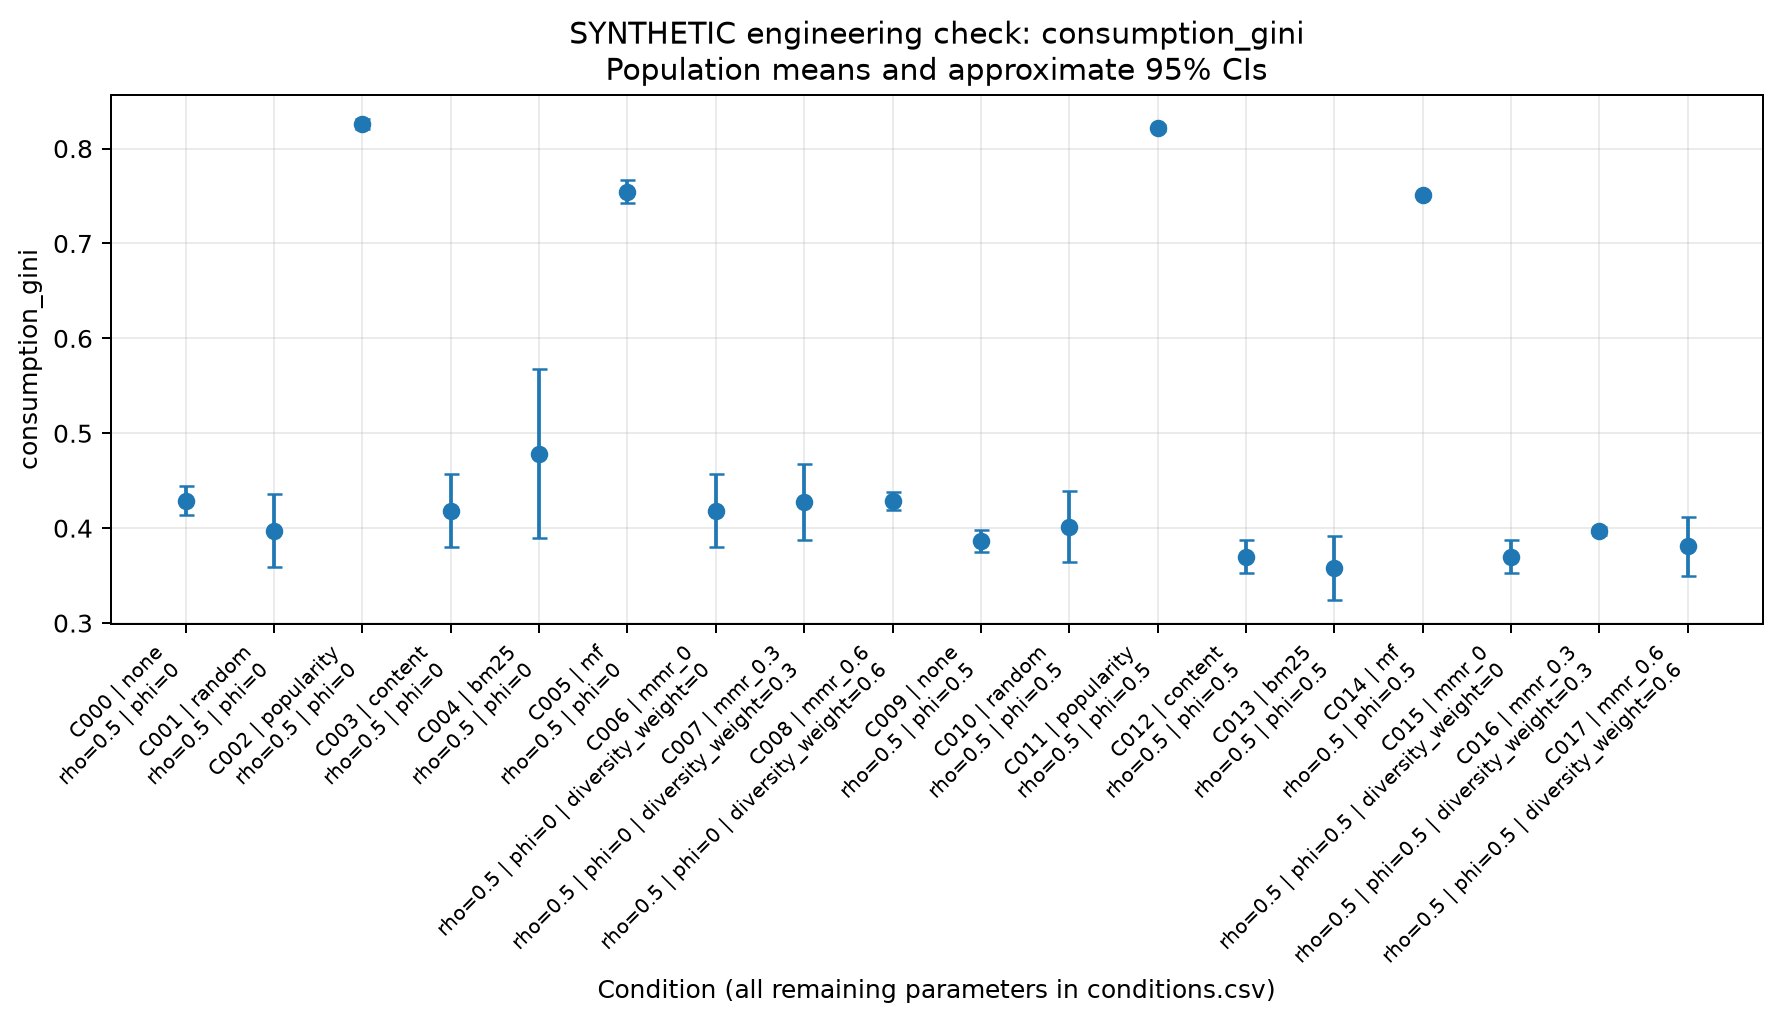 SYNTHETIC engineering check: consumption_gini
Population means and approximate 95% CIs
consumption_gini
0.8
0.7
0.6
0.5
0.4
0.3
C000 | none
rho=0.5 | phi=0
C001 | random
rho=0.5 | phi=0
C002 | popularity
rho=0.5 | phi=0
C003 | content
rho=0.5 | phi=0
C004 | bm25
rho=0.5 | phi=0
C005 | mf
rho=0.5 | phi=0
C006 | mmr_0
rho=0.5 | phi=0 | diversity_weight=0
C007 | mmr_0.3
rho=0.5 | phi=0 | diversity_weight=0.3
C008 | mmr_0.6
rho=0.5 | phi=0 | diversity_weight=0.6
C009 | none
rho=0.5 | phi=0.5
C010 | random
rho=0.5 | phi=0.5
C011 | popularity
rho=0.5 | phi=0.5
C012 | content
rho=0.5 | phi=0.5
C013 | bm25
rho=0.5 | phi=0.5
C014 | mf
rho=0.5 | phi=0.5
C015 | mmr_0
rho=0.5 | phi=0.5 | diversity_weight=0
C016 | mmr_0.3
rho=0.5 | phi=0.5 | diversity_weight=0.3
C017 | mmr_0.6
rho=0.5 | phi=0.5 | diversity_weight=0.6
Condition (all remaining parameters in conditions.csv)